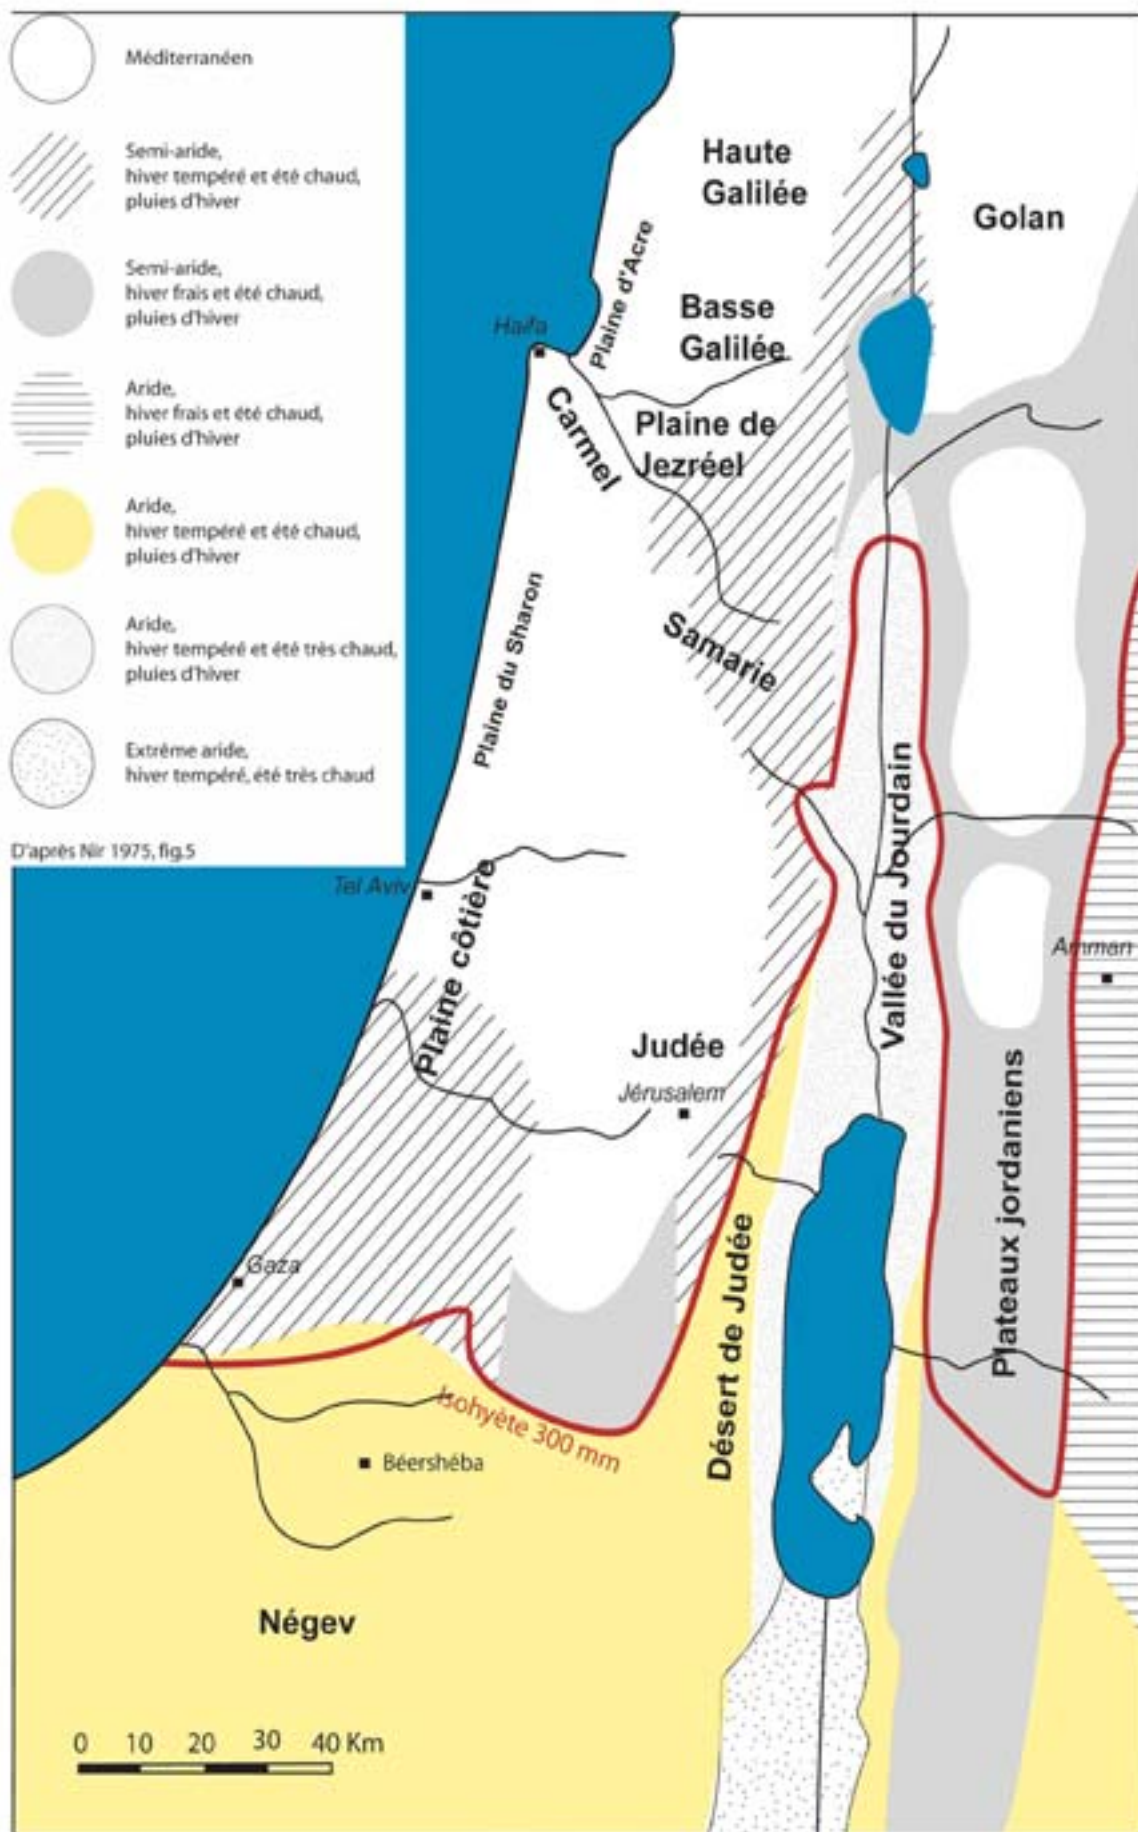 Méditerranéen
Semi-aride,
hiver tempéré et été chaud,
pluies d'hiver
Semi-aride,
hiver frais et été chaud,
pluies d'hiver
Aride,
hiver frais et été chaud,
pluies d'hiver
Aride,
hiver tempéré et été chaud,
pluies d'hiver
Aride,
hiver tempéré et été très chaud,
pluies d'hiver
Extrême aride,
hiver tempéré, été très chaud
D'après Nir 1975, fig.5
Haute
Galilée
Golan
Plaine d'Acre
Basse
Galilée
Haifa
Carmel
Plaine de
Jezréel
Plaine du Sharon
Samarie
Vallée du Jourdain
Tel Aviv
Plaine côtière
Amman
Judée
Jérusalem
Plateaux jordaniens
Gaza
Désert de Judée
Isohyète 300 mm
Béershéba
Négev
0 10 20 30 40 Km